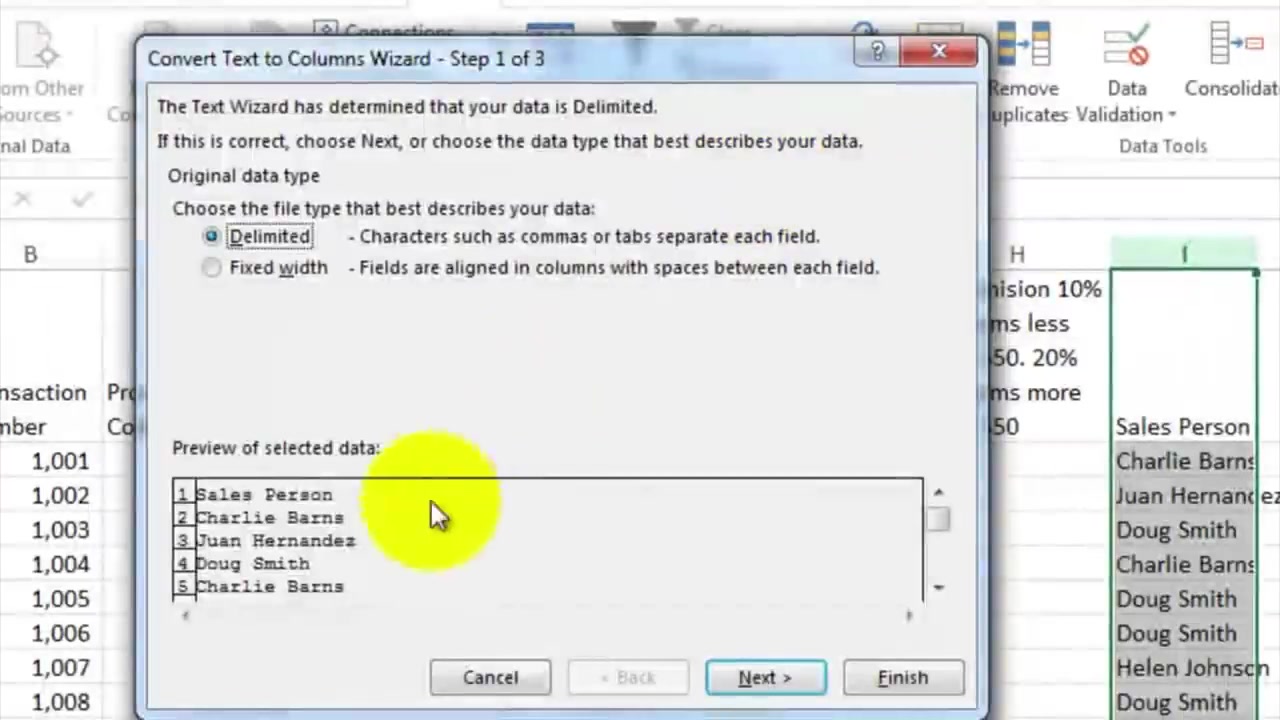 Connections
Clear
om Other
Sources
nal Data
Co
Remove
uplicates
Data
Validation
Consolidat
Data Tools
Convert Text to Columns Wizard - Step 1 of 3
?
The Text Wizard has determined that your data is Delimited.
If this is correct, choose Next, or choose the data type that best describes your data.
Original data type
Choose the file type that best describes your data:
Delimited - Characters such as commas or tabs separate each field.
Fixed width - Fields are aligned in columns with spaces between each field.
Preview of selected data:
1 Sales Person
2 Charlie Barns
3 Juan Hernandez
4 Doug Smith
5 Charlie Barns
Cancel
< Back
Next >
Finish
B
nsaction
mber
Pro
Co
1,001
1,002
1,003
1,004
1,005
1,006
1,007
1,008
H
nision 10%
ms less
50. 20%
ms more
50
I
Sales Person
Charlie Barns
Juan Hernandez
Doug Smith
Charlie Barns
Doug Smith
Doug Smith
Helen Johnson
Doug Smith